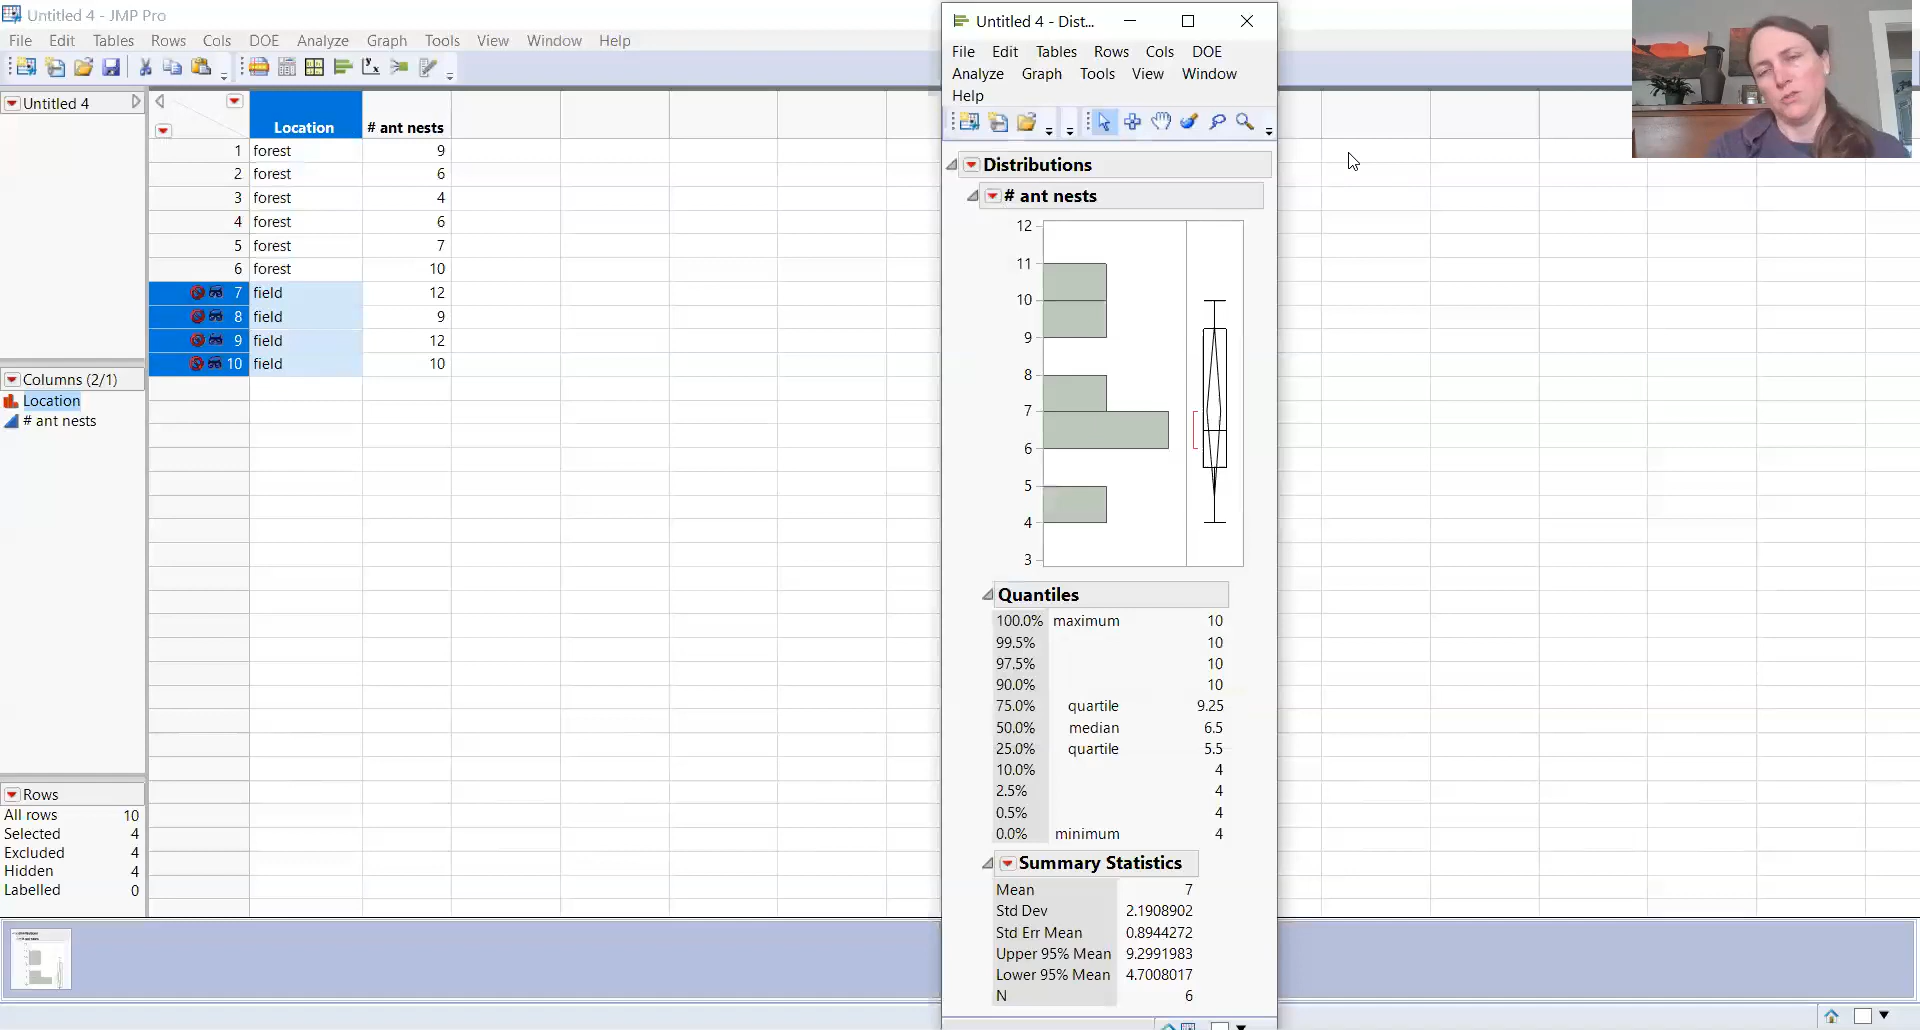 Untitled 4 - JMP Pro
File Edit Tables Rows Cols DOE Analyze Graph Tools View Window Help
Untitled 4
Location # ant nests
1 forest 9
2 forest 6
3 forest 4
4 forest 6
5 forest 7
6 forest 10
7 field 12
8 field 9
9 field 12
10 field 10
Columns (2/1)
Location
# ant nests
Rows
All rows 10
Selected 4
Excluded 4
Hidden 4
Labelled 0
Untitled 4 - Dist...
File Edit Tables Rows Cols DOE
Analyze Graph Tools View Window
Help
Distributions
# ant nests
12
11
10
9
8
7
6
5
4
3
Quantiles
100.0% maximum 10
99.5% 10
97.5% 10
90.0% 10
75.0% quartile 9.25
50.0% median 6.5
25.0% quartile 5.5
10.0% 4
2.5% 4
0.5% 4
0.0% minimum 4
Summary Statistics
Mean 7
Std Dev 2.1908902
Std Err Mean 0.8944272
Upper 95% Mean 9.2991983
Lower 95% Mean 4.7008017
N 6